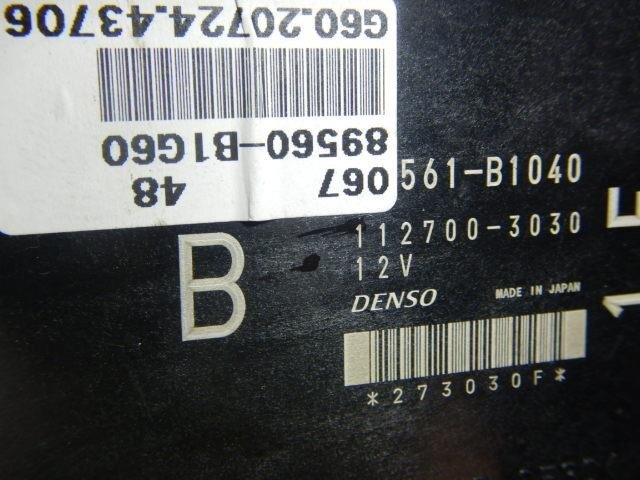 G60.20724.43706
89560-B1G60
067
48
561-B1040
112700-3030
12V
DENSO MADE IN JAPAN
*273030F*
B